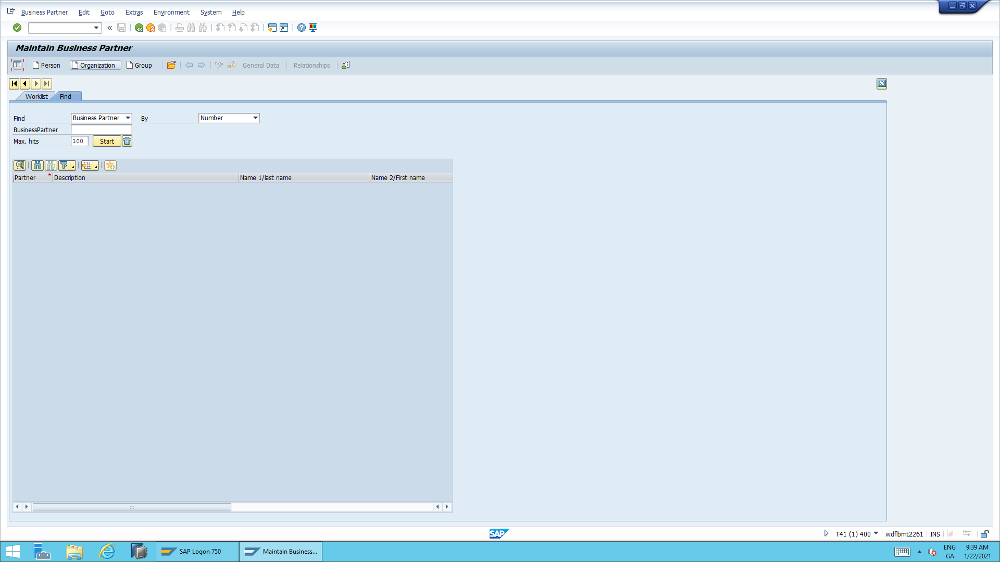 Business Partner Edit Goto Extras Environment System Help
Maintain Business Partner
Person Organization Group General Data Relationships
Worklist Find
Find Business Partner By Number
BusinessPartner
Max. hits 100 Start
Partner Description Name 1/last name Name 2/First name
SAP
T41 (1) 400 wdflbmt2261 INS
SAP Logon 750 Maintain Business... ENG 9:39 AM
GA 1/22/2021